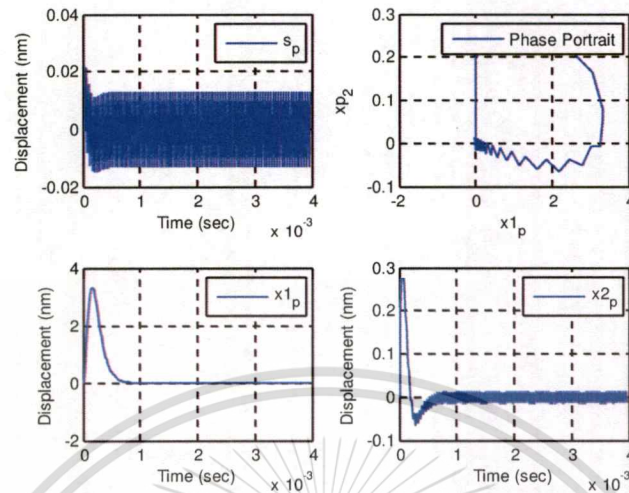 0.04
0.02
0
-0.02
Displacement (nm)
s_p
0 1 2 3 4
Time (sec)
x 10^-3
0.3
0.2
0.1
0
-0.1
xp_2
Phase Portrait
-2 0 2 4
x1_p
4
2
0
-2
Displacement (nm)
x1_p
0 1 2 3 4
Time (sec)
x 10^-3
0.3
0.2
0.1
0
-0.1
Displacement (nm)
x2_p
0 1 2 3 4
Time (sec)
x 10^-3